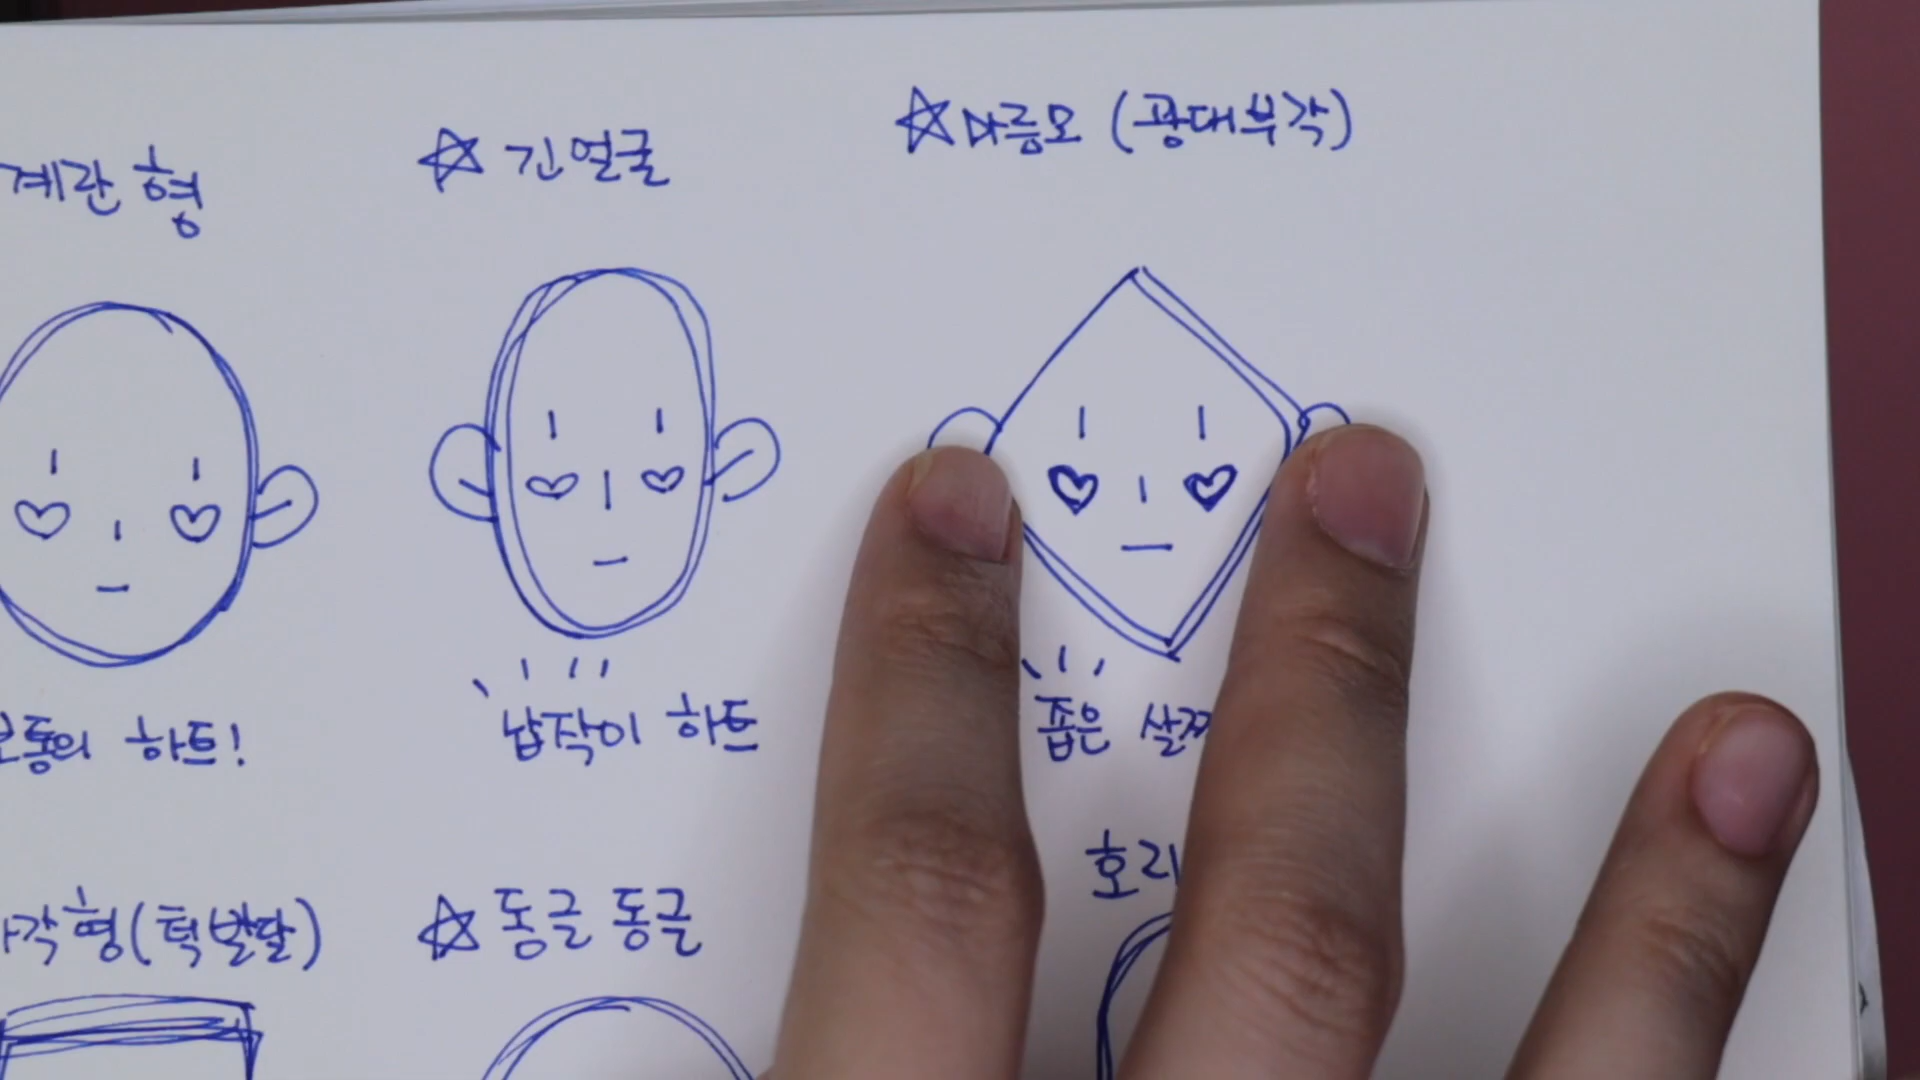 계란형
☆ 긴얼굴
☆마름모 (광대부각)
보통의 하트!
납작이 하트
좁은
각형(턱발달)
☆ 동글동글